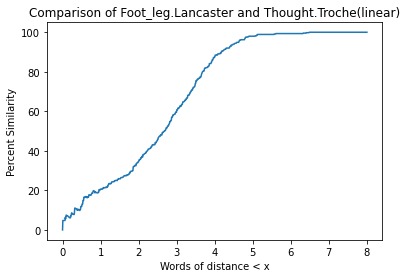 Comparison of Foot_leg.Lancaster and Thought.Troche(linear)
Percent Similarity
100
80
60
40
20
0
0 1 2 3 4 5 6 7 8
Words of distance < x